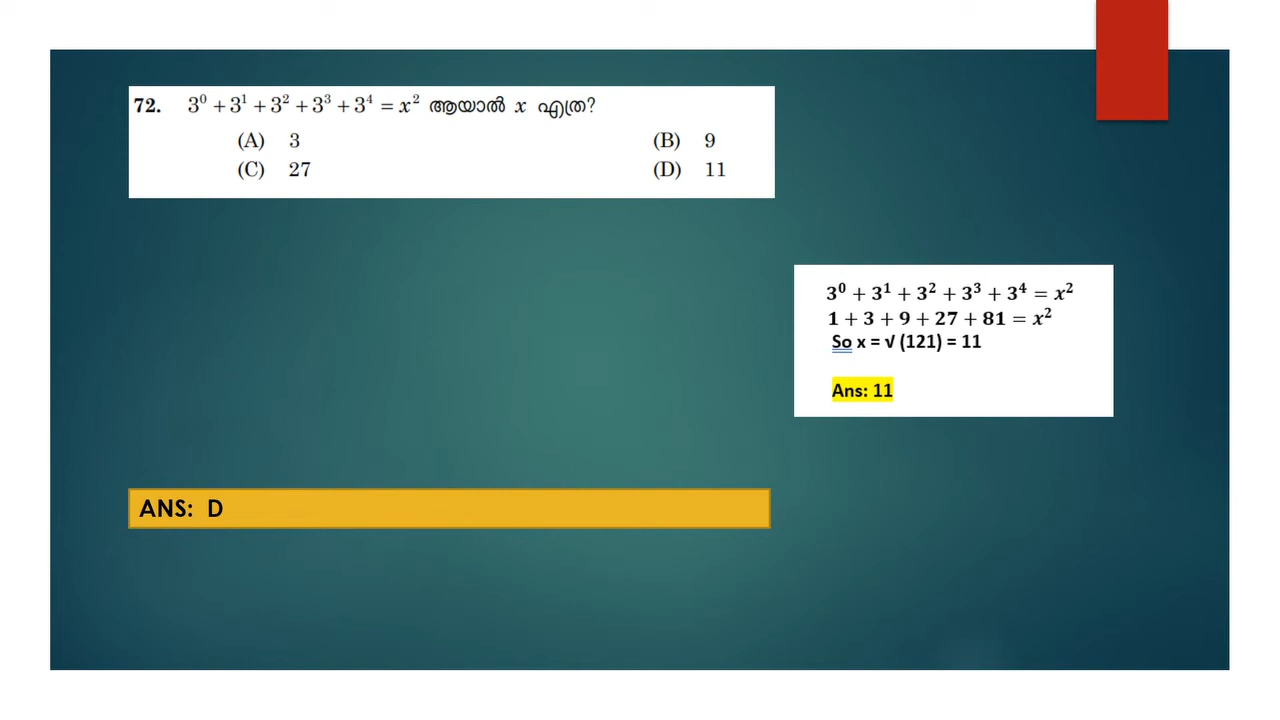 72. 3⁰ + 3¹ + 3² + 3³ + 3⁴ = x² ആയാൽ x എത്ര?
(A) 3 (B) 9
(C) 27 (D) 11
3⁰ + 3¹ + 3² + 3³ + 3⁴ = x²
1 + 3 + 9 + 27 + 81 = x²
So x = √ (121) = 11
Ans: 11
ANS: D